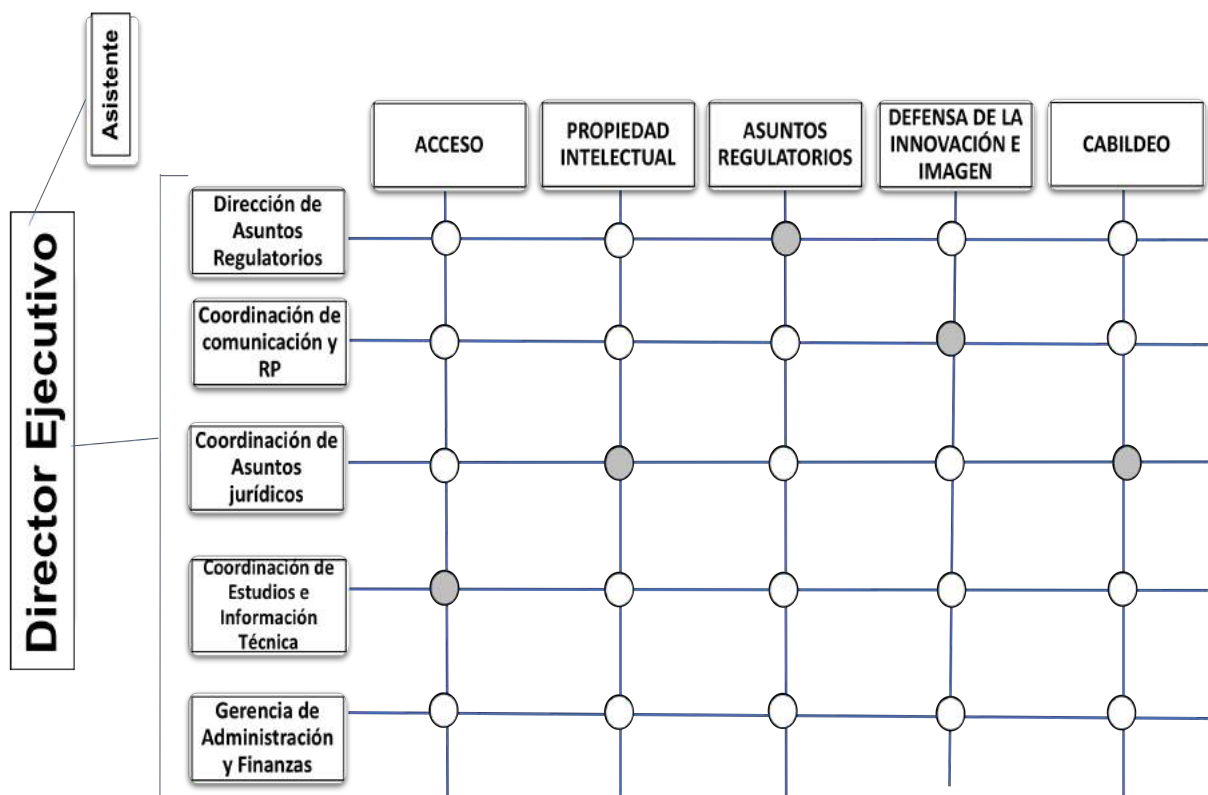 Asistente
Director Ejecutivo
ACCESO
PROPIEDAD
INTELECTUAL
ASUNTOS
REGULATORIOS
DEFENSA DE LA
INNOVACIÓN E
IMAGEN
CABILDEO
Dirección de
Asuntos
Regulatorios
Coordinación de
comunicación y
RP
Coordinación de
Asuntos
jurídicos
Coordinación de
Estudios e
Información
Técnica
Gerencia de
Administración
y Finanzas